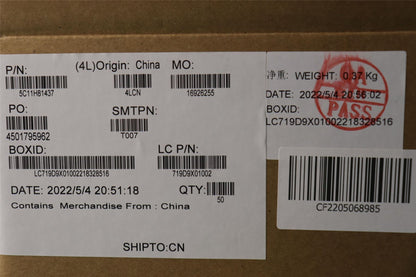 P/N:
(4L)Origin: China
MO:
5C11H81437
4LCN
16926255
PO:
SMTPN:
4501795962
T007
BOXID:
LC P/N:
LC719D9X01002218328516
719D9X01002
DATE: 2022/5/4 20:51:18
QTY:
50
Contains Merchandise From : China
SHIPTO:CN
净重: WEIGHT: 0.37 Kg
DATE: 2022/5/4 20:56:02
BOXID:
LC719D9X01002218328516
PASS
CF2205068985